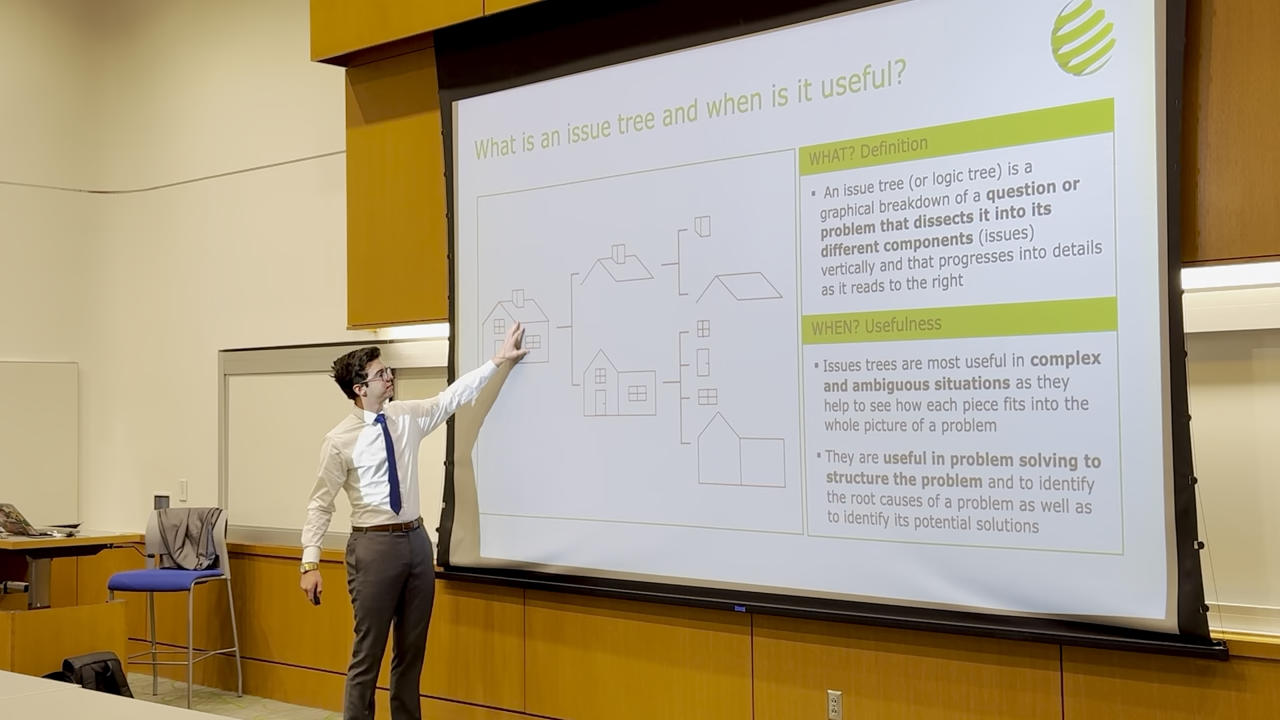 What is an issue tree and when is it useful?
WHAT? Definition
▪ An issue tree (or logic tree) is a
graphical breakdown of a question or
problem that dissects it into its
different components (issues)
vertically and that progresses into details
as it reads to the right
WHEN? Usefulness
▪ Issues trees are most useful in complex
and ambiguous situations as they
help to see how each piece fits into the
whole picture of a problem
▪ They are useful in problem solving to
structure the problem and to identify
the root causes of a problem as well as
to identify its potential solutions